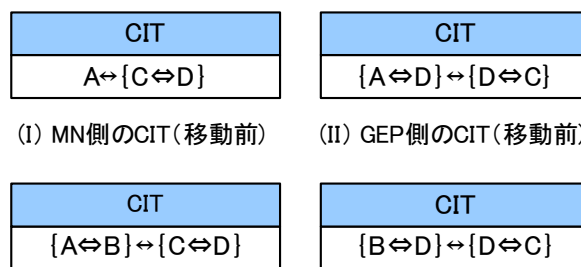 CIT CIT
A↔{C⇔D} {A⇔D}↔{D⇔C}
(I) MN側のCIT(移動前) (II) GEP側のCIT(移動前)
CIT CIT
{A⇔B}↔{C⇔D} {B⇔D}↔{D⇔C}